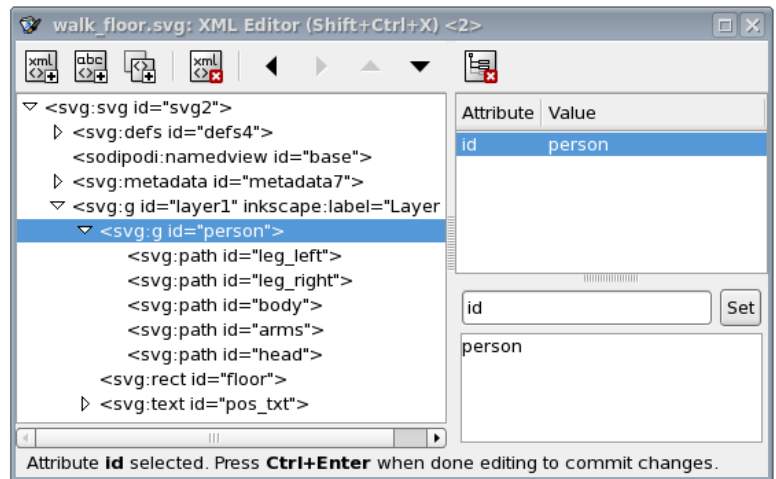 walk_floor.svg: XML Editor (Shift+Ctrl+X) <2>
xml
abc
xml
<svg:svg id="svg2">
<svg:defs id="defs4">
<sodipodi:namedview id="base">
<svg:metadata id="metadata7">
<svg:g id="layer1" inkscape:label="Layer
<svg:g id="person">
<svg:path id="leg_left">
<svg:path id="leg_right">
<svg:path id="body">
<svg:path id="arms">
<svg:path id="head">
<svg:rect id="floor">
<svg:text id="pos_txt">
Attribute Value
id person
id Set
person
Attribute id selected. Press Ctrl+Enter when done editing to commit changes.